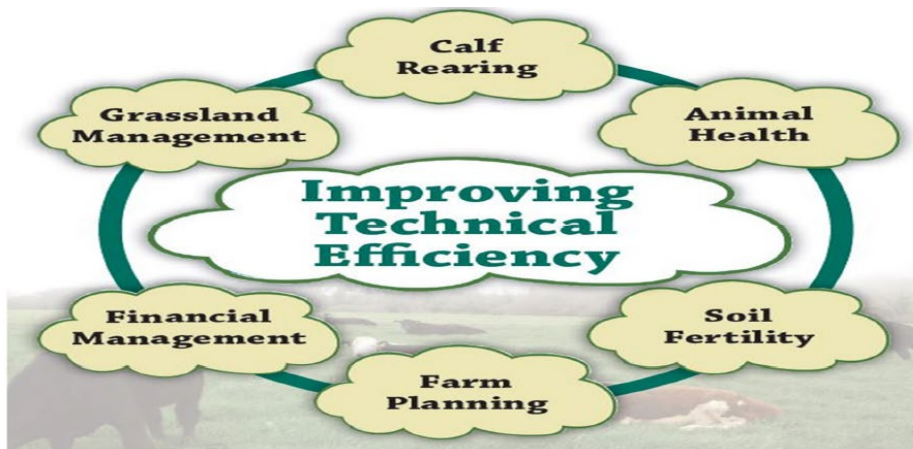 Calf
Rearing
Grassland
Management
Animal
Health
Improving
Technical
Efficiency
Financial
Management
Soil
Fertility
Farm
Planning